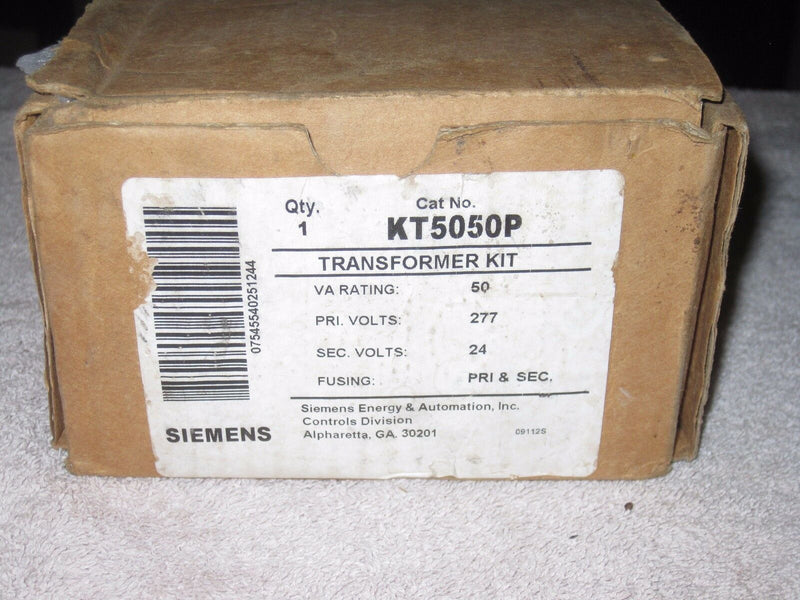 Qty. Cat No.
1 KT5050P
TRANSFORMER KIT
VA RATING: 50
PRI. VOLTS: 277
SEC. VOLTS: 24
FUSING: PRI & SEC.
Siemens Energy & Automation, Inc.
Controls Division
Alpharetta, GA. 30201
09112S
SIEMENS
07545540251244